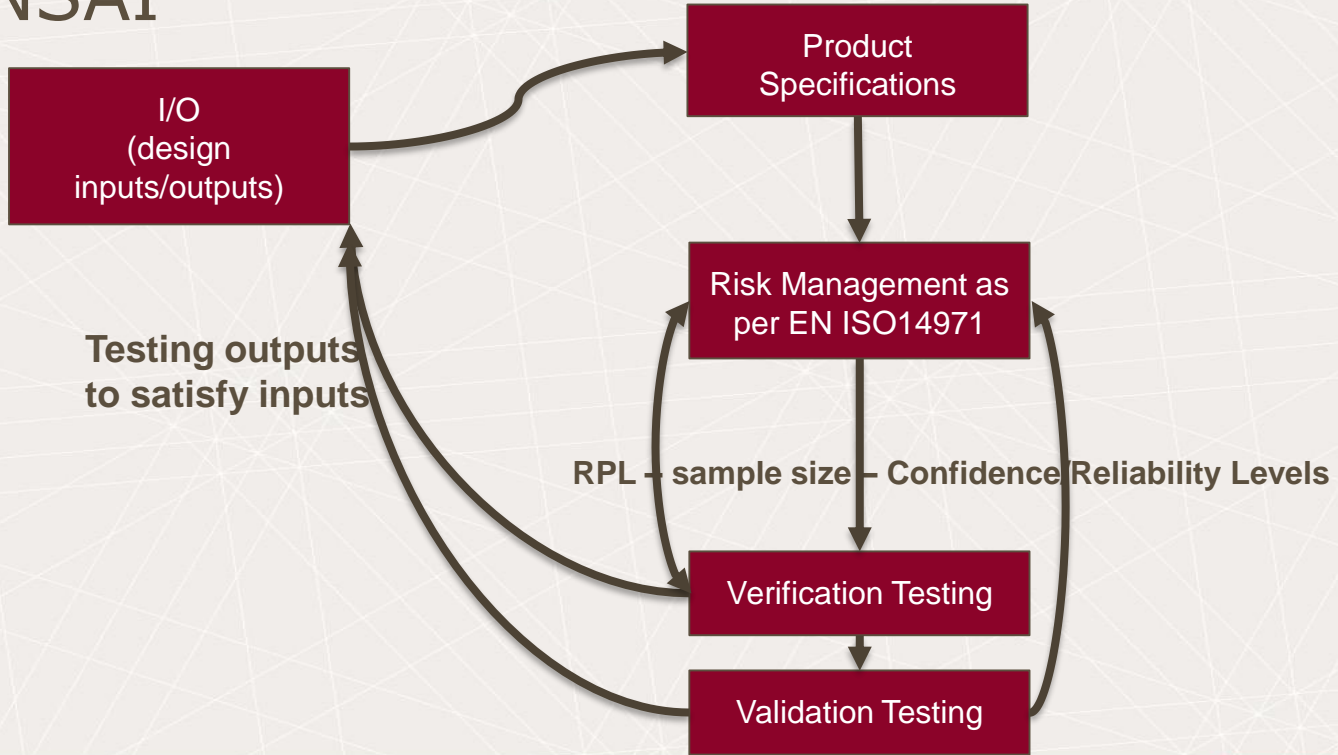 NSAI
Product
Specifications
I/O
(design
inputs/outputs)
Risk Management as
per EN ISO14971
Testing outputs
to satisfy inputs
RPL – sample size – Confidence/Reliability Levels
Verification Testing
Validation Testing